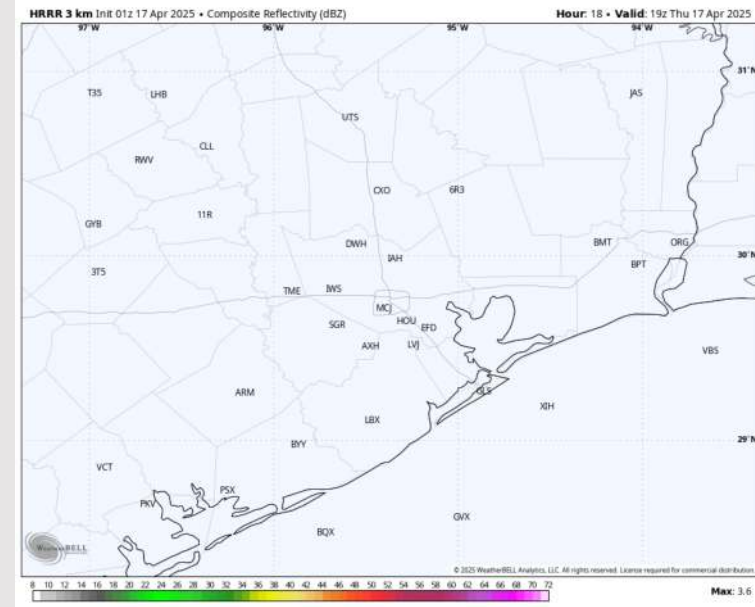 HRRR 3 km Init 01z 17 Apr 2025 • Composite Reflectivity (dBZ) Hour: 18 • Valid: 19z Thu 17 Apr 2025
97°W 96°W 95°W 94°W
31°N
T35 LHB JAS
UTS
CLL
RWV
CXO 6R3
11R
GYB
DWH BMT ORG
30°N
IAH
BPT
3T5
TME IWS
MCJ
SGR HOU EFD
AXH LVJ VBS
ARM GLS
XIH
LBX
29°N
BYY
VCT
PSX
PKV
GVX
BQX
WeatherBELL
© 2025 WeatherBELL Analytics, LLC. All rights reserved. License required for commercial distribution.
8 10 12 14 16 18 20 22 24 26 28 30 32 34 36 38 40 42 44 46 48 50 52 54 56 58 60 62 64 66 68 70 72
Max: 3.6